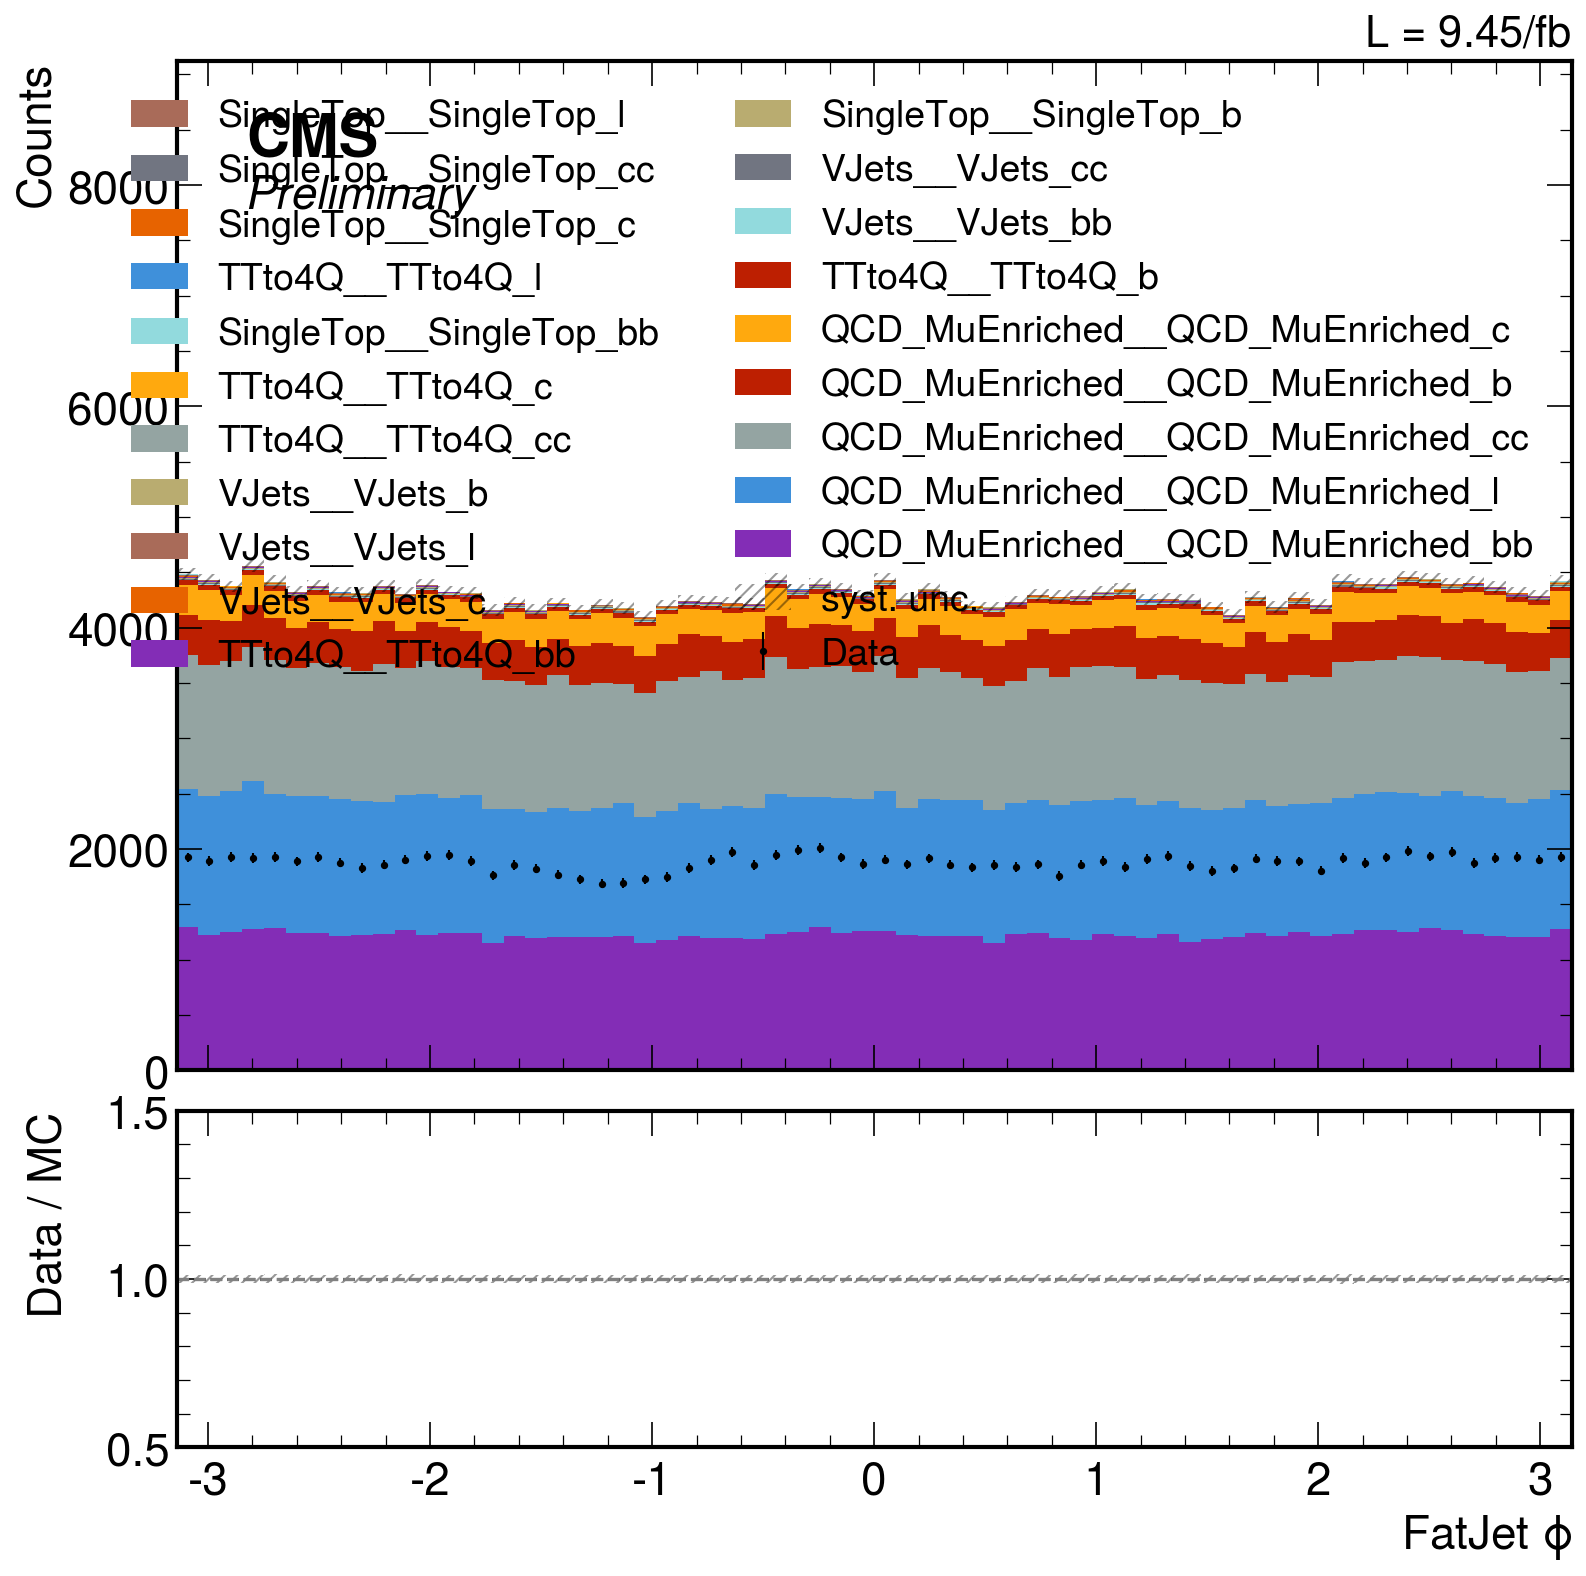 L = 9.45/fb
Counts
CMS
Preliminary
SingleTop__SingleTop_l
SingleTop__SingleTop_cc
SingleTop__SingleTop_c
TTto4Q__TTto4Q_l
SingleTop__SingleTop_bb
TTto4Q__TTto4Q_c
TTto4Q__TTto4Q_cc
VJets__VJets_b
VJets__VJets_l
VJets__VJets_c
TTto4Q__TTto4Q_bb
SingleTop__SingleTop_b
VJets__VJets_cc
VJets__VJets_bb
TTto4Q__TTto4Q_b
QCD_MuEnriched__QCD_MuEnriched_c
QCD_MuEnriched__QCD_MuEnriched_b
QCD_MuEnriched__QCD_MuEnriched_cc
QCD_MuEnriched__QCD_MuEnriched_l
QCD_MuEnriched__QCD_MuEnriched_bb
syst. unc.
Data
8000
6000
4000
2000
0
Data / MC
1.5
1.0
0.5
-3 -2 -1 0 1 2 3
FatJet ϕ